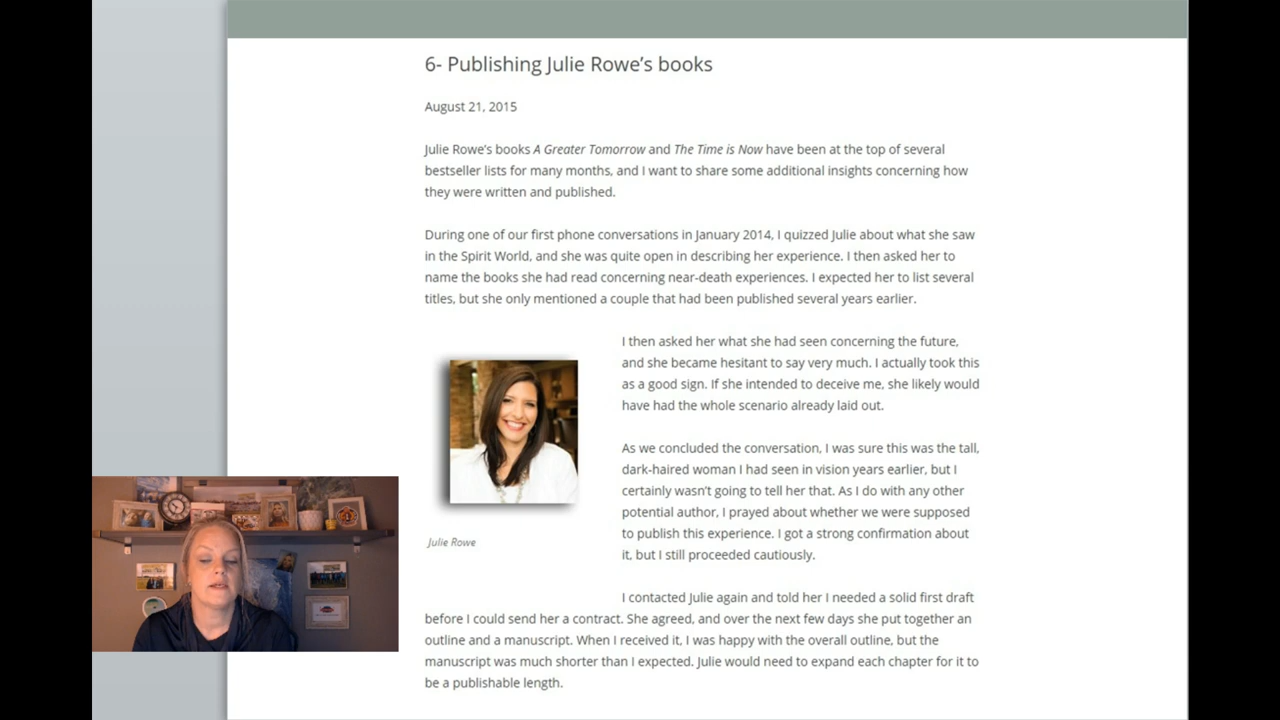 6- Publishing Julie Rowe’s books
August 21, 2015
Julie Rowe’s books A Greater Tomorrow and The Time is Now have been at the top of several
bestseller lists for many months, and I want to share some additional insights concerning how
they were written and published.
During one of our first phone conversations in January 2014, I quizzed Julie about what she saw
in the Spirit World, and she was quite open in describing her experience. I then asked her to
name the books she had read concerning near-death experiences. I expected her to list several
titles, but she only mentioned a couple that had been published several years earlier.
I then asked her what she had seen concerning the future,
and she became hesitant to say very much. I actually took this
as a good sign. If she intended to deceive me, she likely would
have had the whole scenario already laid out.
As we concluded the conversation, I was sure this was the tall,
dark-haired woman I had seen in vision years earlier, but I
certainly wasn’t going to tell her that. As I do with any other
potential author, I prayed about whether we were supposed
to publish this experience. I got a strong confirmation about
it, but I still proceeded cautiously.
Julie Rowe
I contacted Julie again and told her I needed a solid first draft
before I could send her a contract. She agreed, and over the next few days she put together an
outline and a manuscript. When I received it, I was happy with the overall outline, but the
manuscript was much shorter than I expected. Julie would need to expand each chapter for it to
be a publishable length.